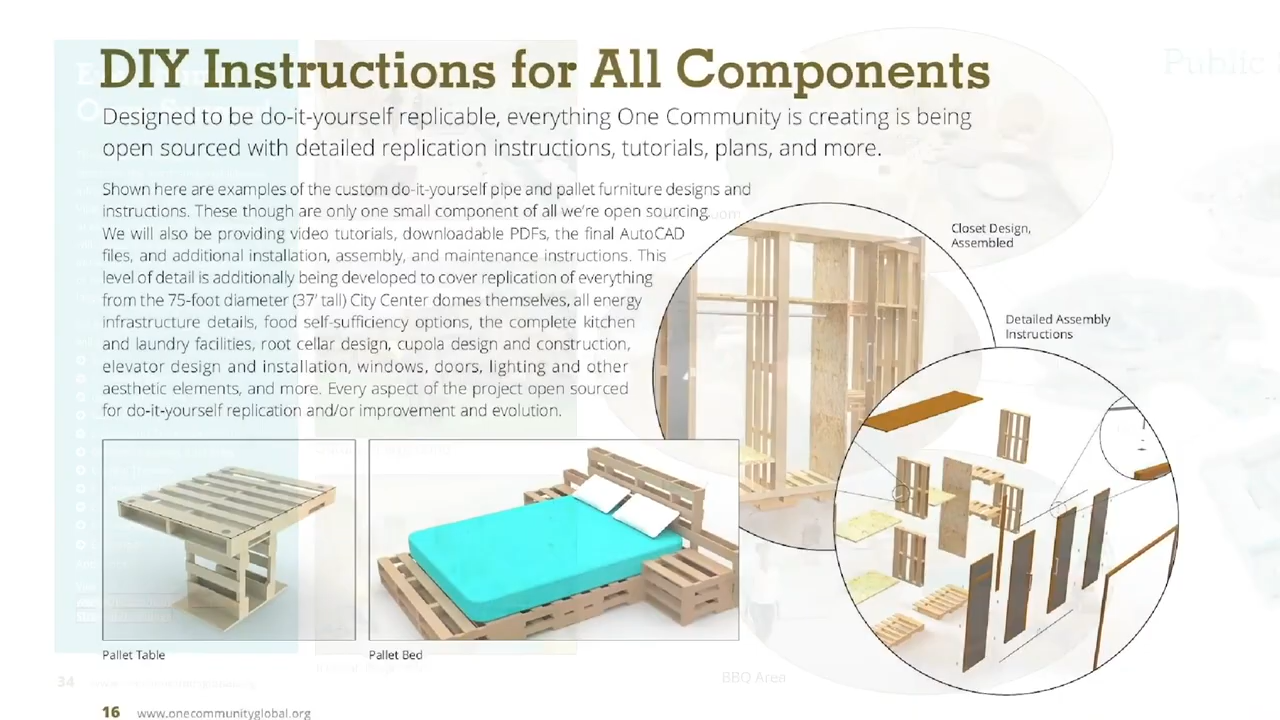 DIY Instructions for All Components
Designed to be do-it-yourself replicable, everything One Community is creating is being
open sourced with detailed replication instructions, tutorials, plans, and more.
Shown here are examples of the custom do-it-yourself pipe and pallet furniture designs and
instructions. These though are only one small component of all we're open sourcing.
We will also be providing video tutorials, downloadable PDFs, the final AutoCAD
files, and additional installation, assembly, and maintenance instructions. This
level of detail is additionally being developed to cover replication of everything
from the 75-foot diameter (37' tall) City Center domes themselves, all energy
infrastructure details, food self-sufficiency options, the complete kitchen
and laundry facilities, root cellar design, cupola design and construction,
elevator design and installation, windows, doors, lighting and other
aesthetic elements, and more. Every aspect of the project open sourced
for do-it-yourself replication and/or improvement and evolution.
Closet Design,
Assembled
Detailed Assembly
Instructions
Pallet Table
Pallet Bed
16 www.onecommunityglobal.org
Public
BBQ Area
34